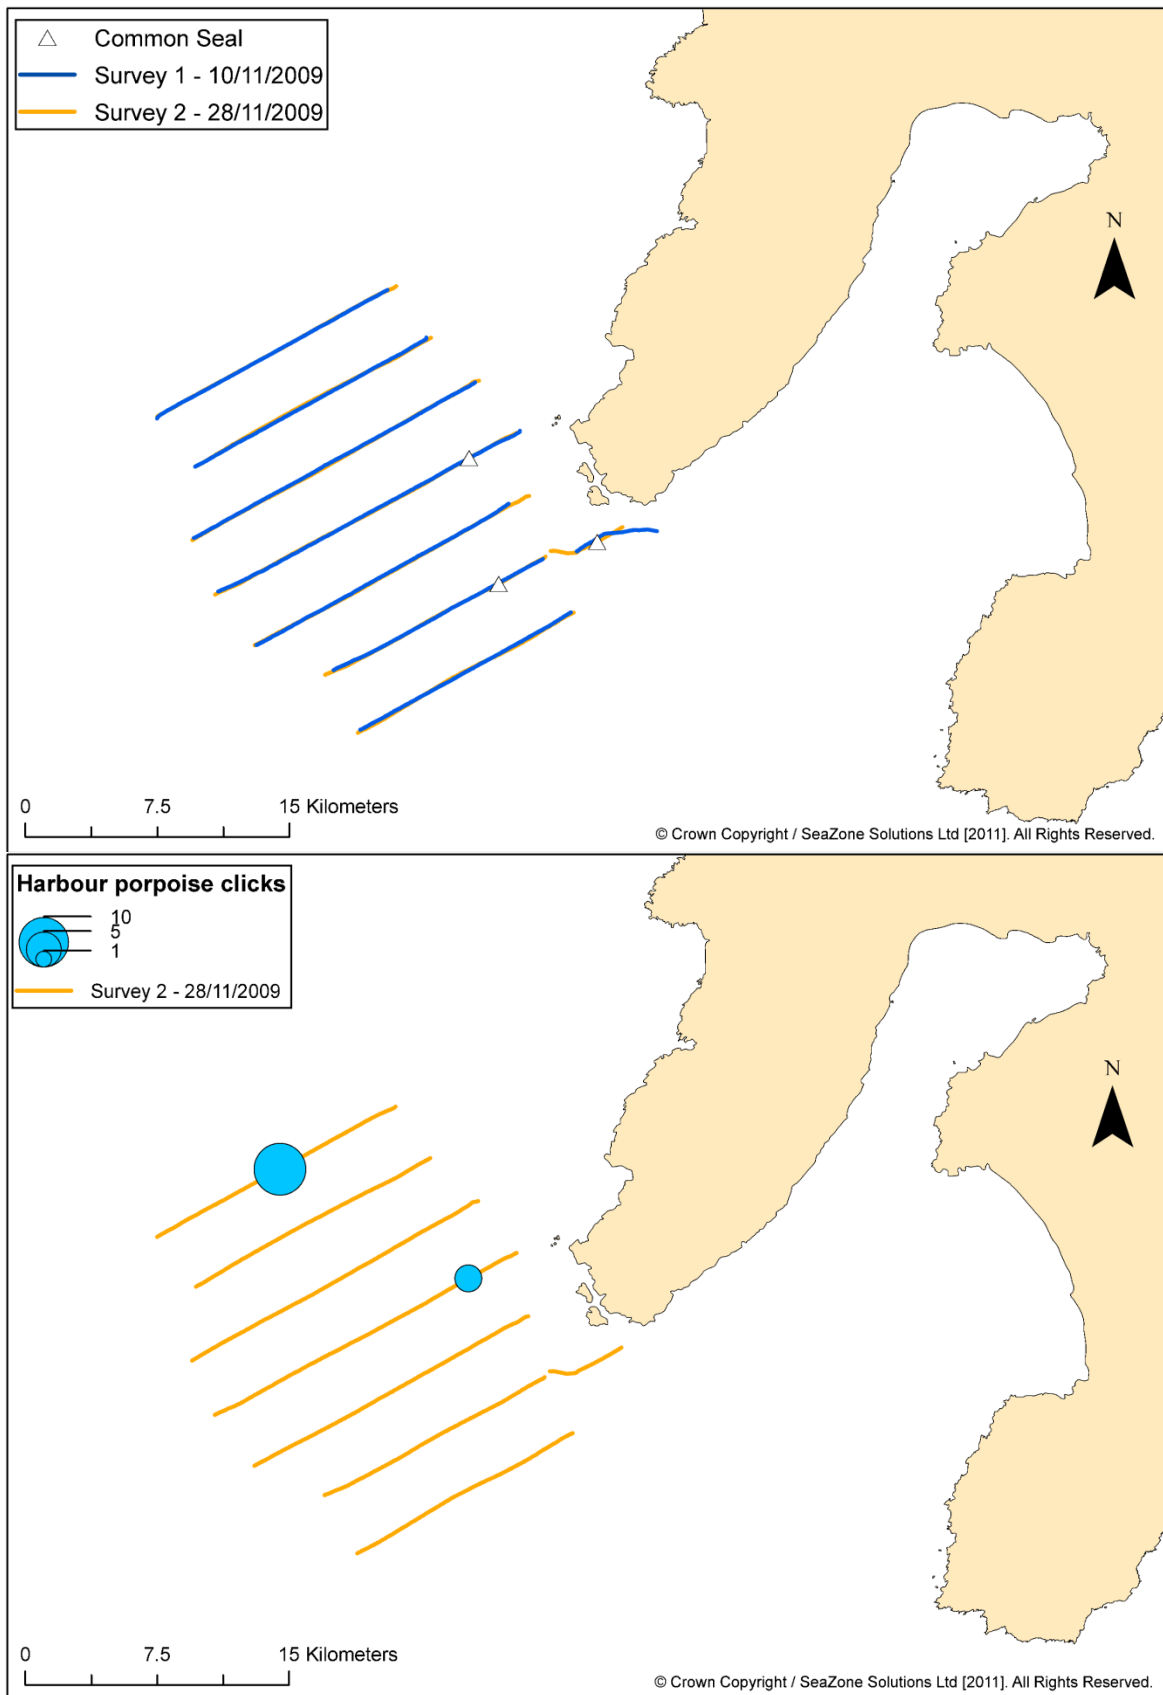 Common Seal
Survey 1 - 10/11/2009
Survey 2 - 28/11/2009
N
0 7.5 15 Kilometers
© Crown Copyright / SeaZone Solutions Ltd [2011]. All Rights Reserved.
Harbour porpoise clicks
10
5
1
Survey 2 - 28/11/2009
N
0 7.5 15 Kilometers
© Crown Copyright / SeaZone Solutions Ltd [2011]. All Rights Reserved.